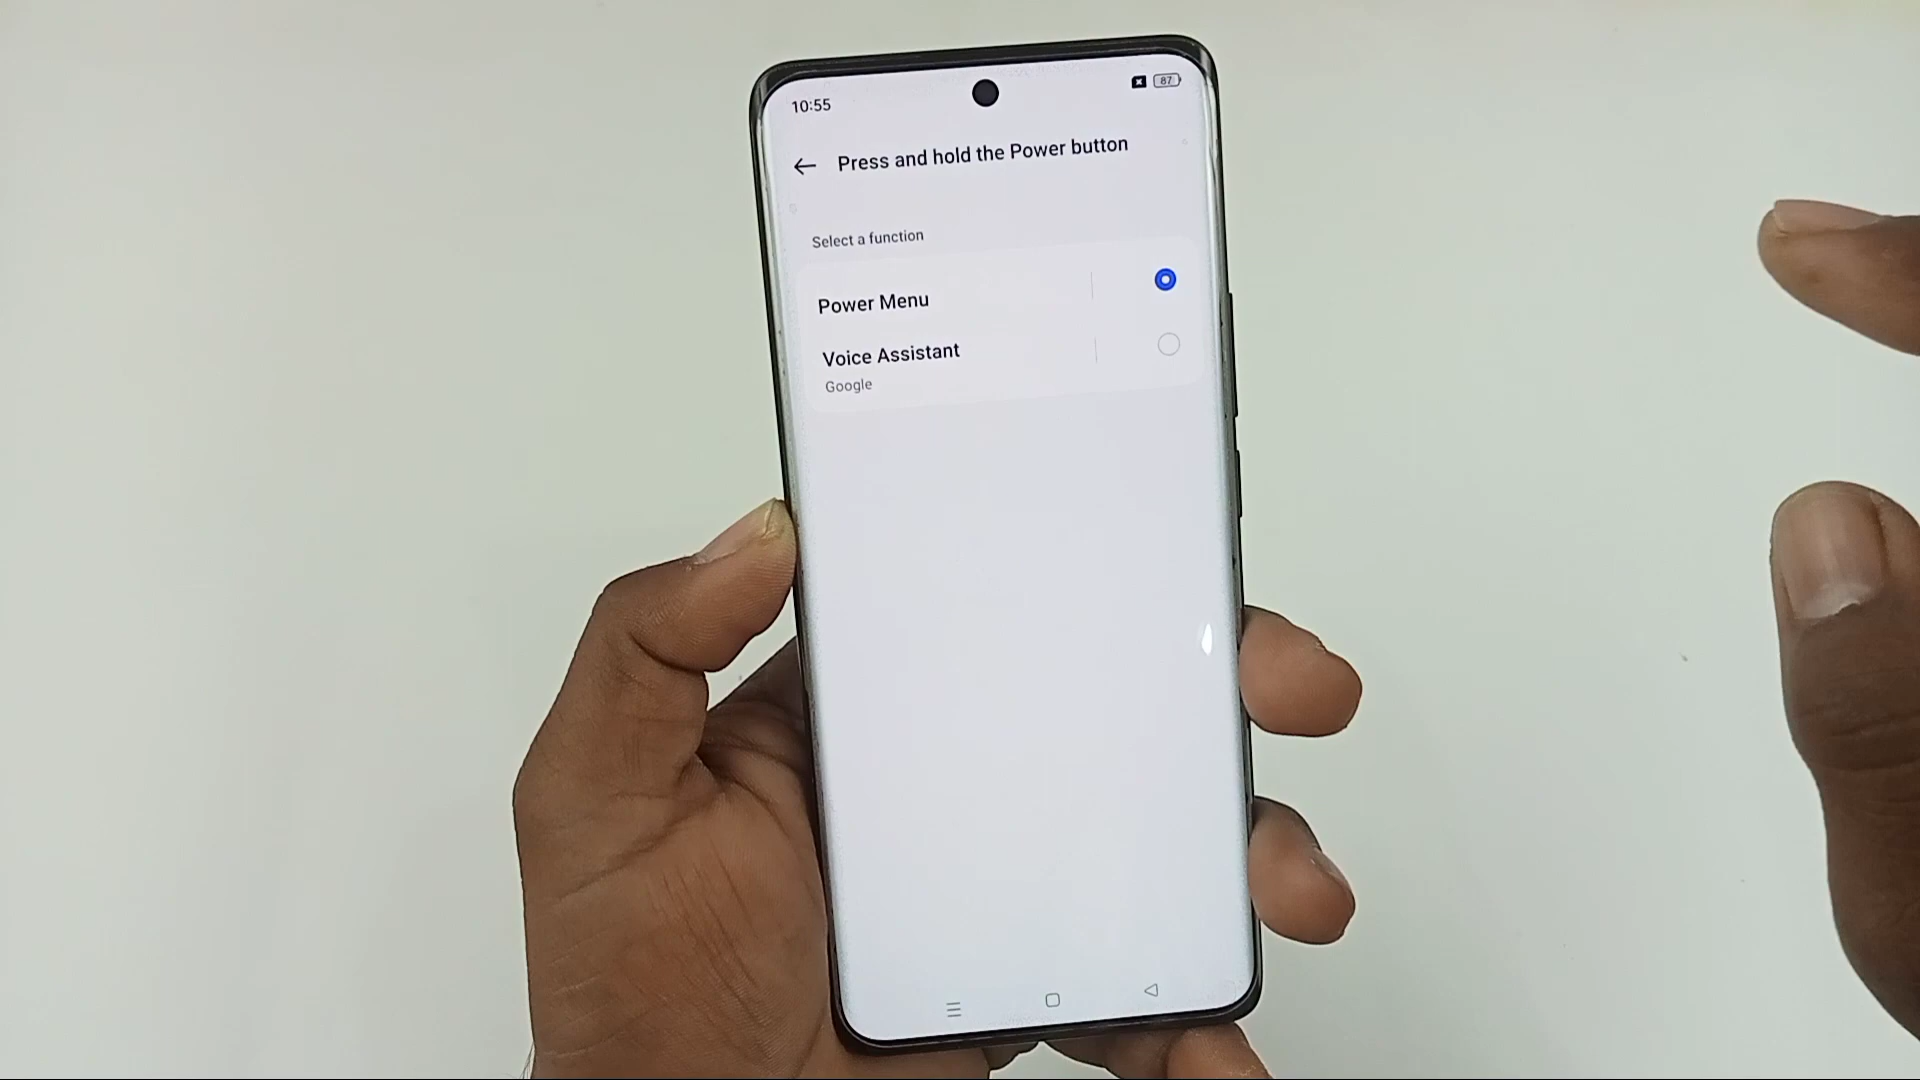 10:55
87
Press and hold the Power button
Select a function
Power Menu
Voice Assistant
Google